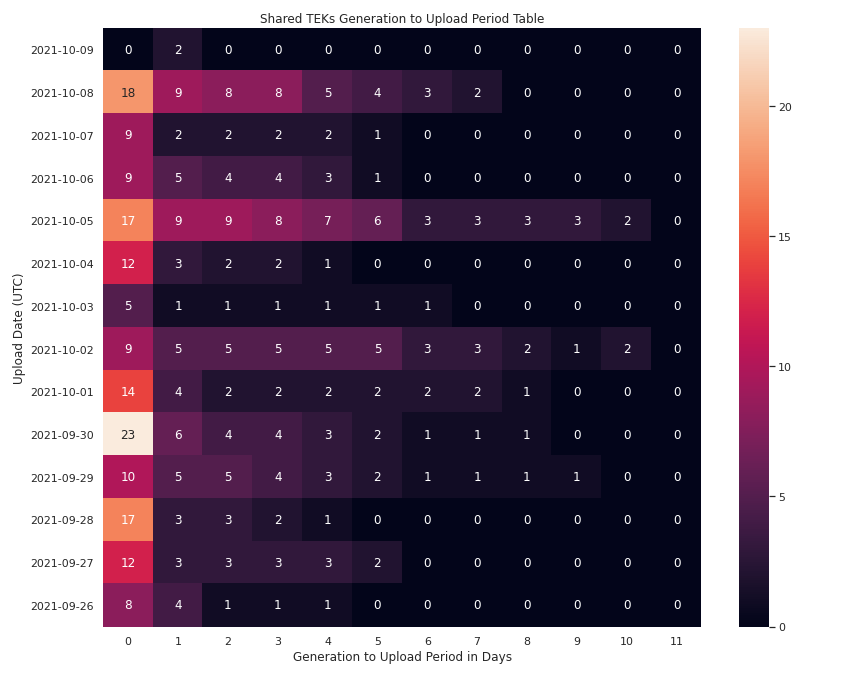 Shared TEKs Generation to Upload Period Table
Upload Date (UTC)
2021-10-09 0 2 0 0 0 0 0 0 0 0 0 0
2021-10-08 18 9 8 8 5 4 3 2 0 0 0 0
2021-10-07 9 2 2 2 2 1 0 0 0 0 0 0
2021-10-06 9 5 4 4 3 1 0 0 0 0 0 0
2021-10-05 17 9 9 8 7 6 3 3 3 3 2 0
2021-10-04 12 3 2 2 1 0 0 0 0 0 0 0
2021-10-03 5 1 1 1 1 1 1 0 0 0 0 0
2021-10-02 9 5 5 5 5 5 3 3 2 1 2 0
2021-10-01 14 4 2 2 2 2 2 2 1 0 0 0
2021-09-30 23 6 4 4 3 2 1 1 1 0 0 0
2021-09-29 10 5 5 4 3 2 1 1 1 1 0 0
2021-09-28 17 3 3 2 1 0 0 0 0 0 0 0
2021-09-27 12 3 3 3 3 2 0 0 0 0 0 0
2021-09-26 8 4 1 1 1 0 0 0 0 0 0 0
0 1 2 3 4 5 6 7 8 9 10 11
Generation to Upload Period in Days
20
15
10
5
0